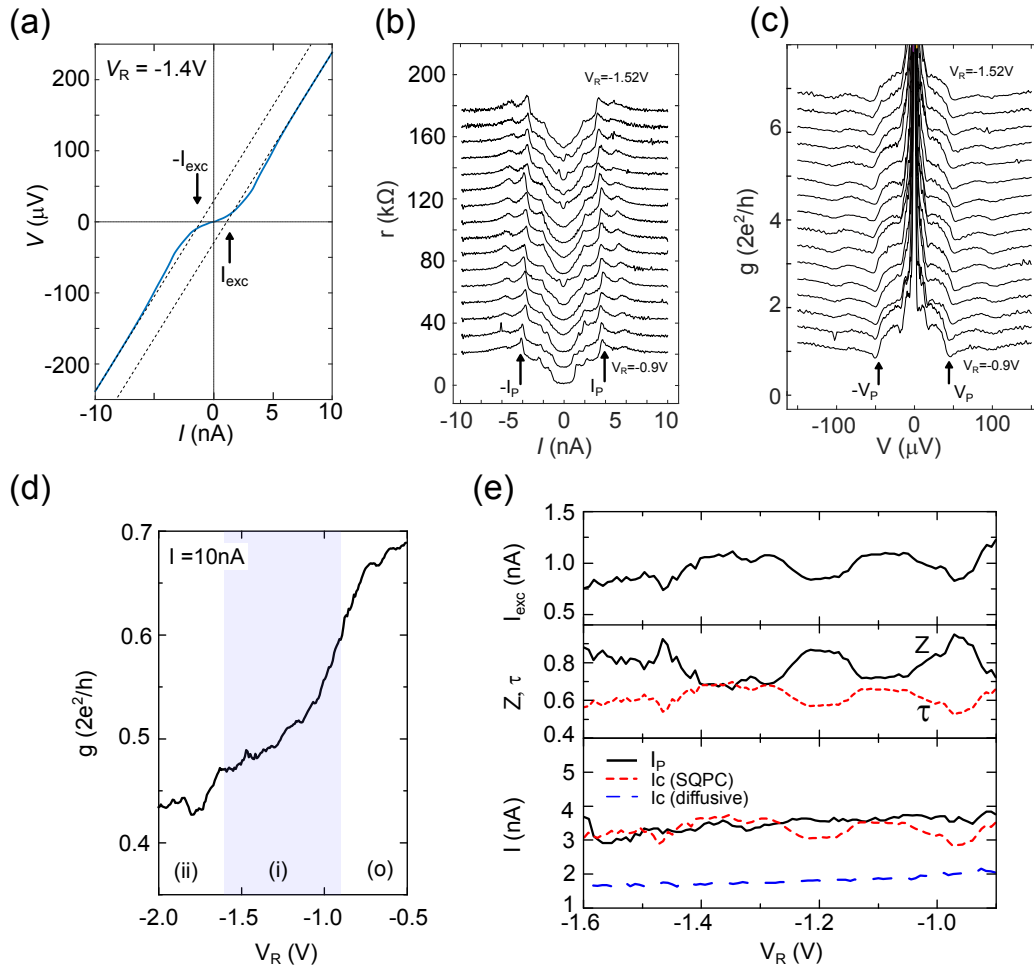 (a)
V_R = -1.4V
200
100
0
-100
-200
V (μV)
-I_exc
I_exc
-10
-5
0
5
10
I (nA)
(b)
200
160
120
80
40
0
r (kΩ)
V_R=-1.52V
V_R=-0.9V
-I_P
I_P
-10
-5
0
5
10
I (nA)
(c)
6
4
2
0
g (2e²/h)
V_R=-1.52V
V_R=-0.9V
-V_P
V_P
-100
0
100
V (μV)
(d)
0.7
0.6
0.5
0.4
g (2e²/h)
I =10nA
(ii)
(i)
(o)
-2.0
-1.5
-1.0
-0.5
V_R (V)
(e)
1.5
1.0
0.5
I_exc (nA)
0.8
0.6
0.4
Z, τ
Z
τ
5
4
3
2
1
I (nA)
I_P
Ic (SQPC)
Ic (diffusive)
-1.6
-1.4
-1.2
-1.0
V_R (V)